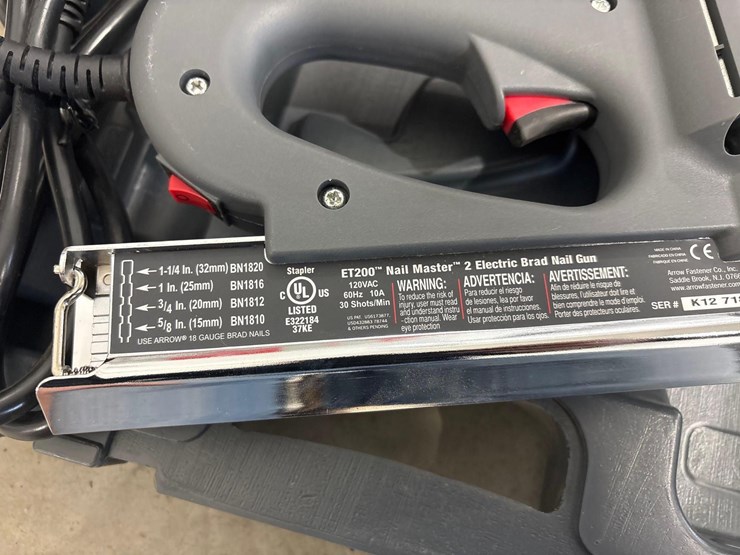 1-1/4 In. (32mm) BN1820
1 In. (25mm) BN1816
3/4 In. (20mm) BN1812
5/8 In. (15mm) BN1810
USE ARROW® 18 GAUGE BRAD NAILS
Stapler
C UL US
LISTED
E322184
37KE
ET200™ Nail Master™ 2 Electric Brad Nail Gun
120VAC
60Hz 10A
30 Shots/Min
& OTHERS PENDING
WARNING:
To reduce the risk of
injury, user must read
and understand instru
-ction manual. Wear
eye protection
ADVERTENCIA:
Para reducir el riesgo
de lesiones, lea por favor
el manual de instrucciones.
Usar protección para los ojos.
AVERTISSEMENT:
Afin de réduire le risque de
blessures, l'utilisateur doit lire et
bien comprendre le mode d'emploi.
Porter des protecteurs oculaires.
MADE IN CHINA
FABRICADO EN CHINA
FABRIQUE EN CHINE
CE
Arrow Fastener Co., Inc.
Saddle Brook, N.J. 0766
www.arrowfastener.com
SER # K12 71